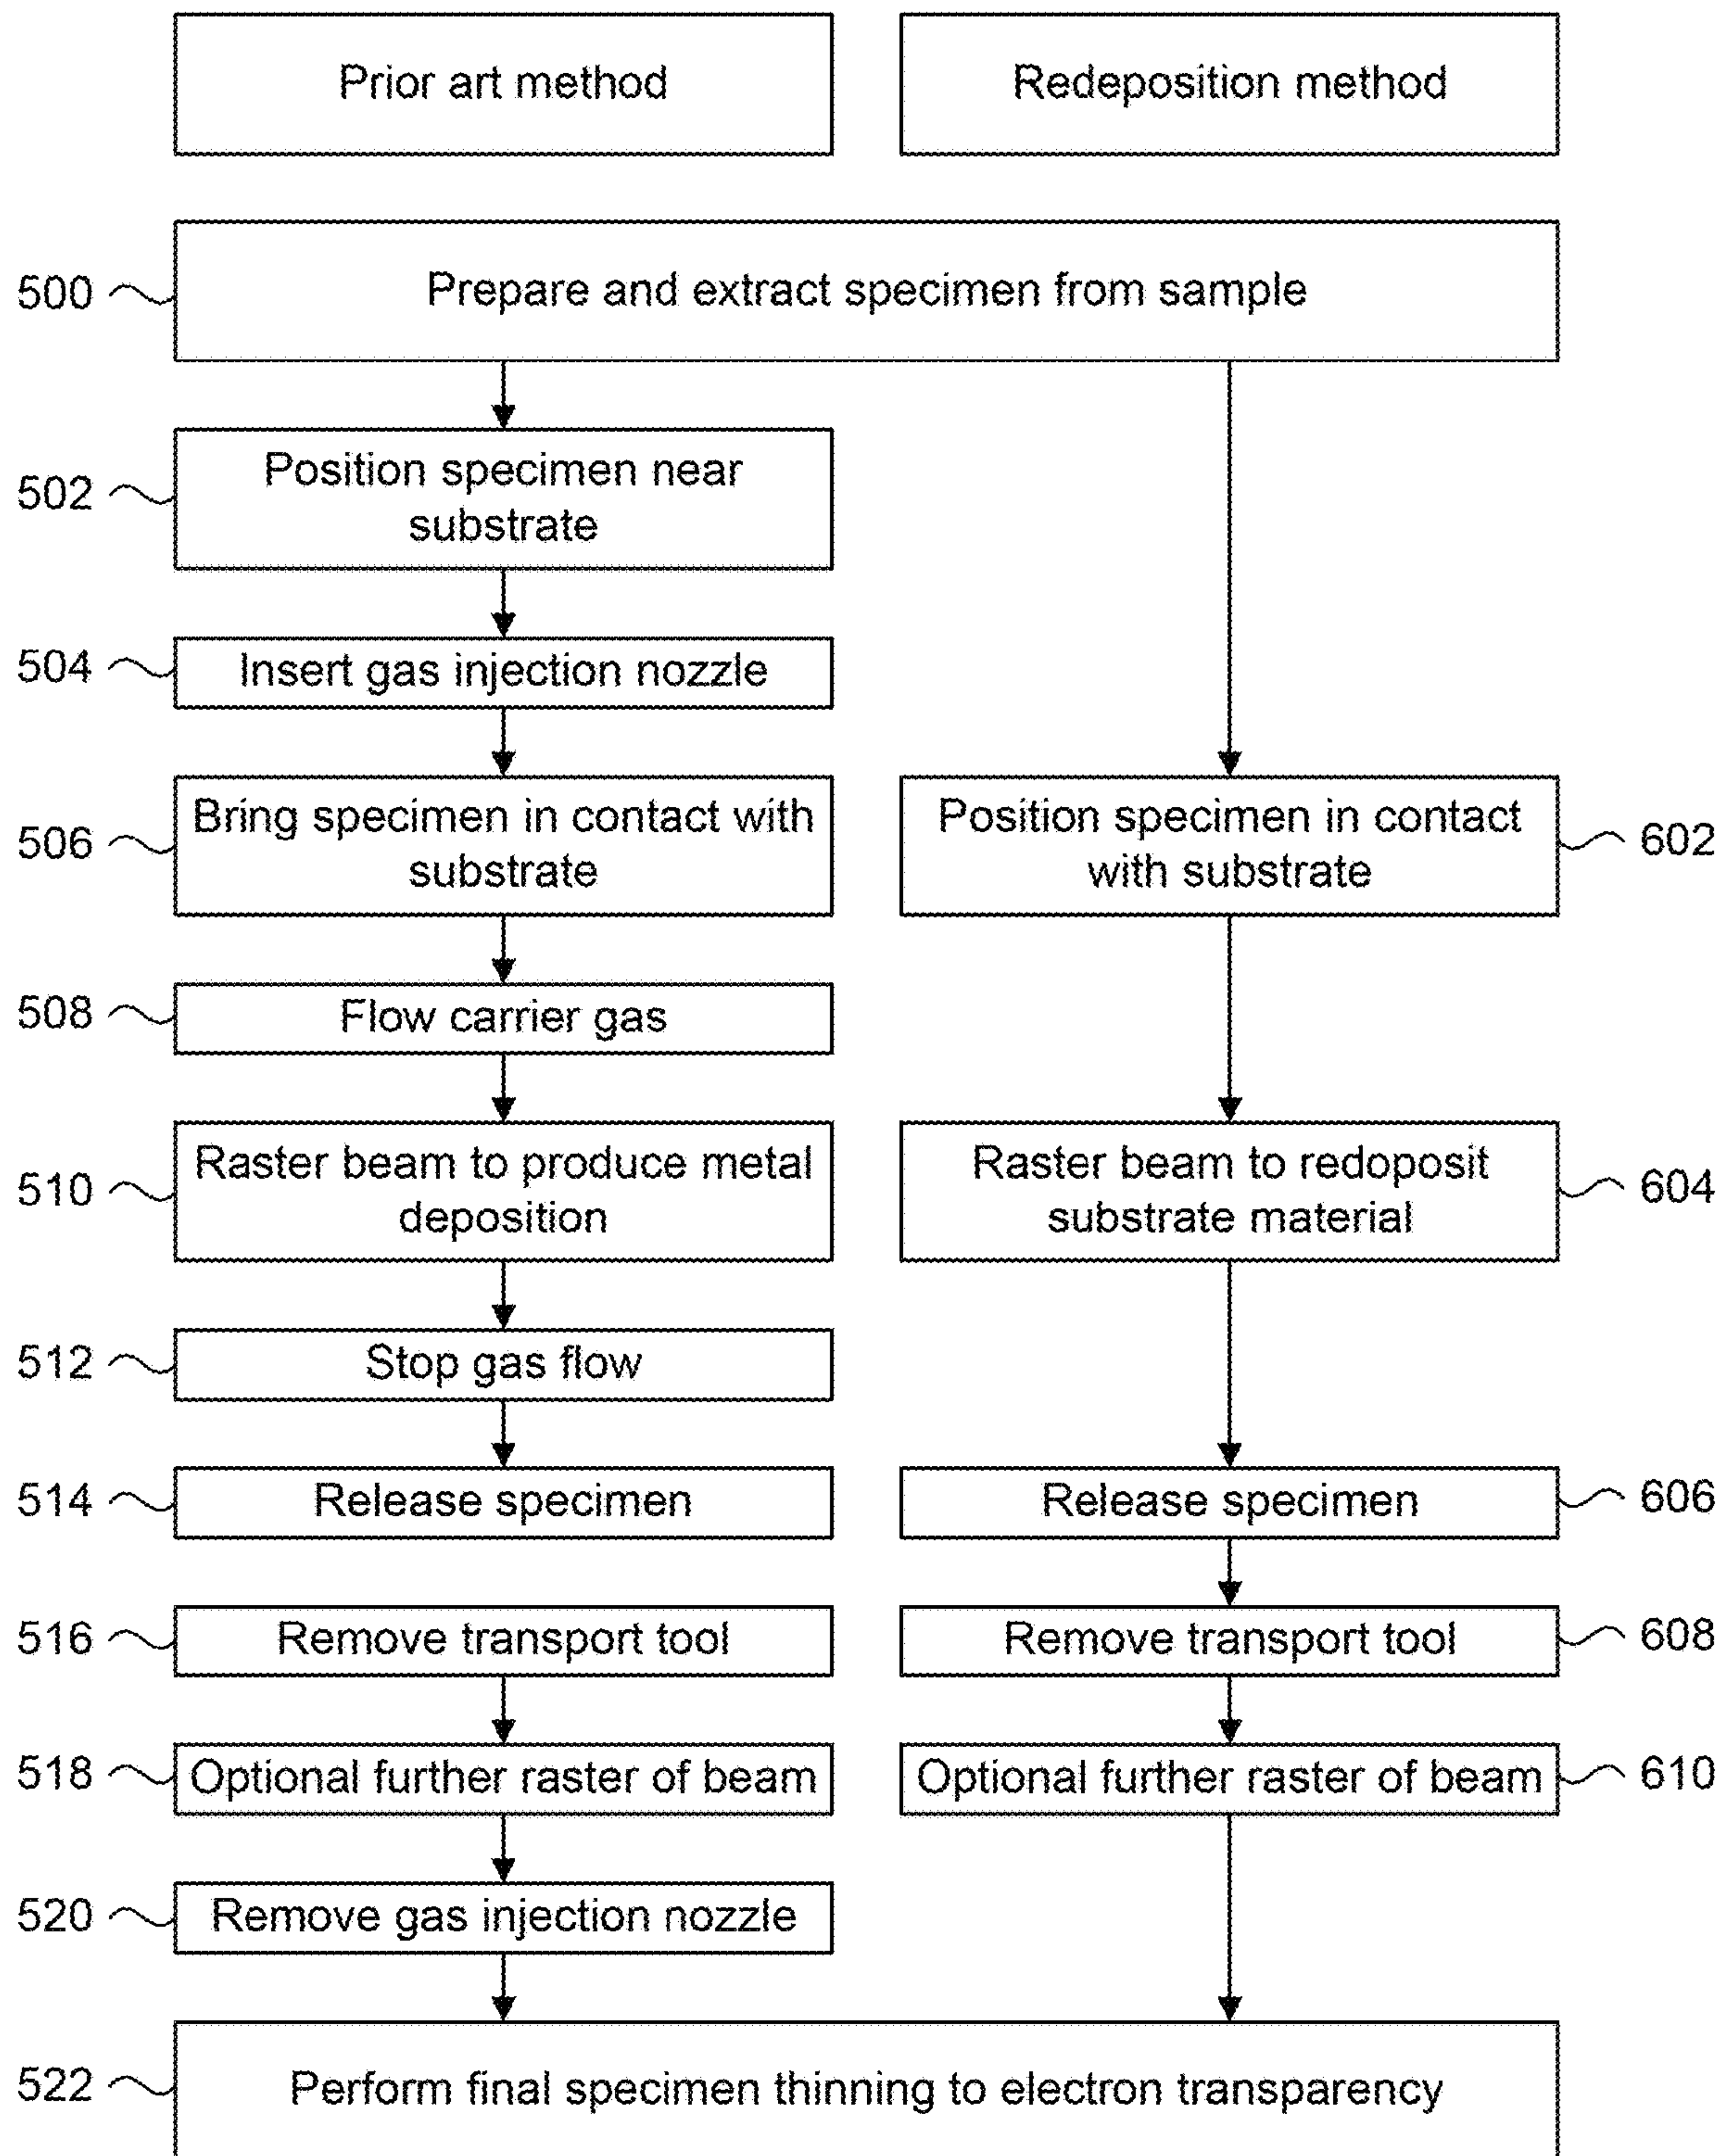 Prior art method
Redeposition method
500
Prepare and extract specimen from sample
502
Position specimen near
substrate
504
Insert gas injection nozzle
506
Bring specimen in contact with
substrate
Position specimen in contact
with substrate
602
508
Flow carrier gas
510
Raster beam to produce metal
deposition
Raster beam to redoposit
substrate material
604
512
Stop gas flow
514
Release specimen
Release specimen
606
516
Remove transport tool
Remove transport tool
608
518
Optional further raster of beam
Optional further raster of beam
610
520
Remove gas injection nozzle
522
Perform final specimen thinning to electron transparency